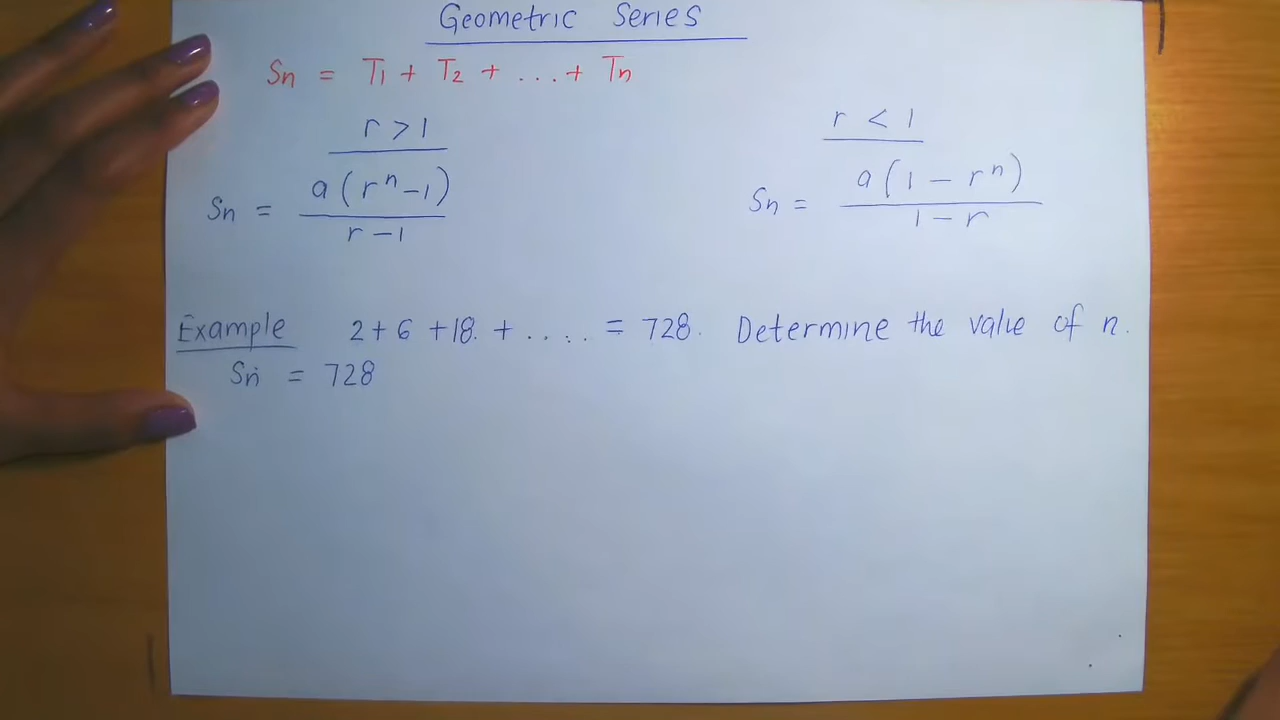 Geometric Series
Sn = T1 + T2 + ... + Tn
r > 1
r < 1
Sn = a(r^n - 1) / r - 1
Sn = a(1 - r^n) / 1 - r
Example 2 + 6 + 18 + .... = 728. Determine the value of n.
Sn = 728